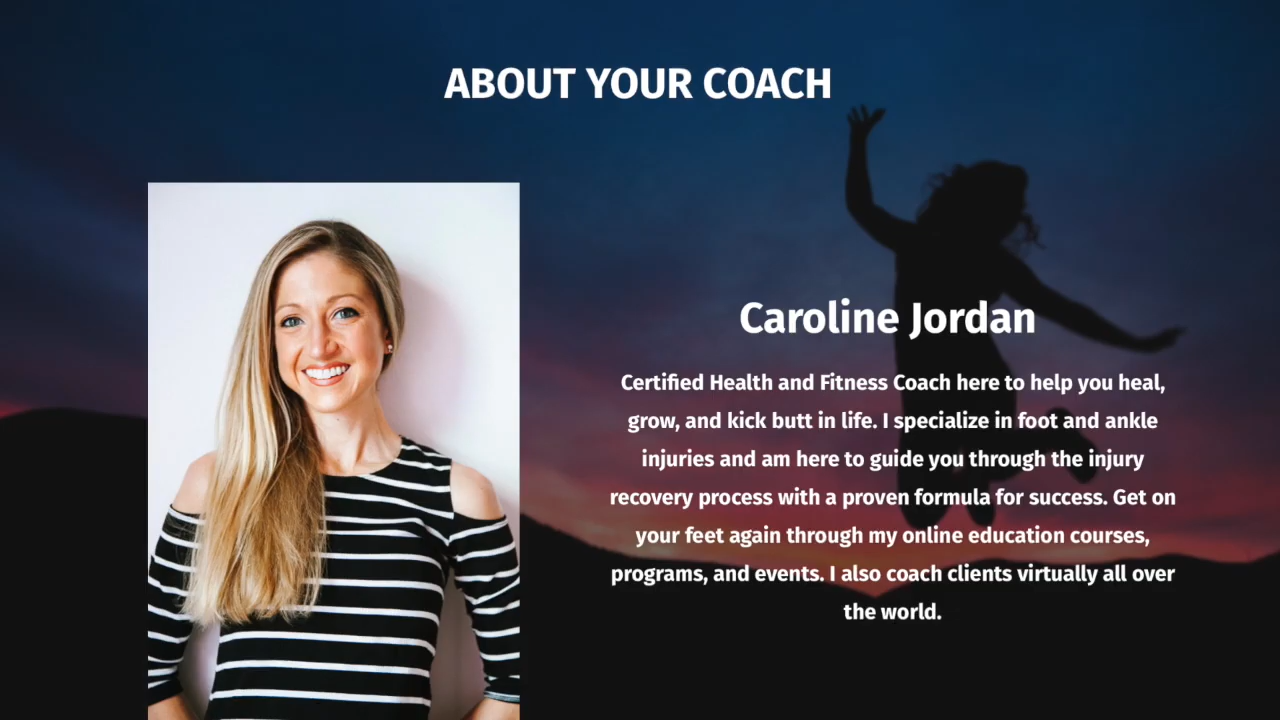 ABOUT YOUR COACH
Caroline Jordan
Certified Health and Fitness Coach here to help you heal,
grow, and kick butt in life. I specialize in foot and ankle
injuries and am here to guide you through the injury
recovery process with a proven formula for success. Get on
your feet again through my online education courses,
programs, and events. I also coach clients virtually all over
the world.